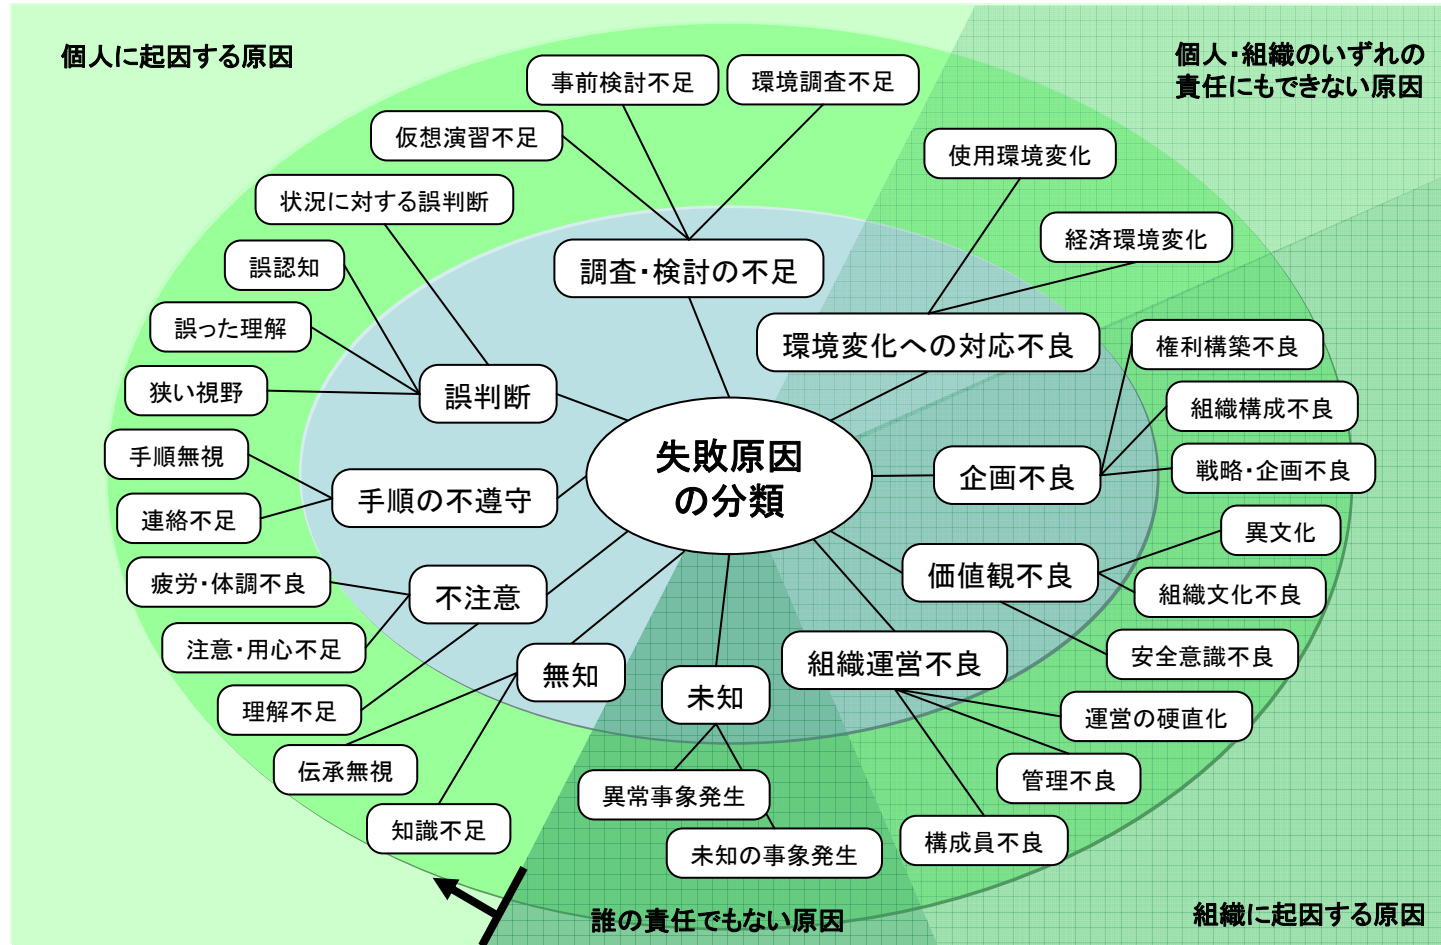 個人に起因する原因
個人・組織のいずれの
責任にもできない原因
事前検討不足
環境調査不足
仮想演習不足
使用環境変化
状況に対する誤判断
経済環境変化
誤認知
調査・検討の不足
誤った理解
環境変化への対応不良
権利構築不良
狭い視野
誤判断
組織構成不良
失敗原因
の分類
手順無視
企画不良
戦略・企画不良
手順の不遵守
連絡不足
異文化
疲労・体調不良
不注意
価値観不良
組織文化不良
注意・用心不足
安全意識不良
無知
組織運営不良
未知
理解不足
運営の硬直化
伝承無視
管理不良
異常事象発生
知識不足
構成員不良
未知の事象発生
誰の責任でもない原因
組織に起因する原因